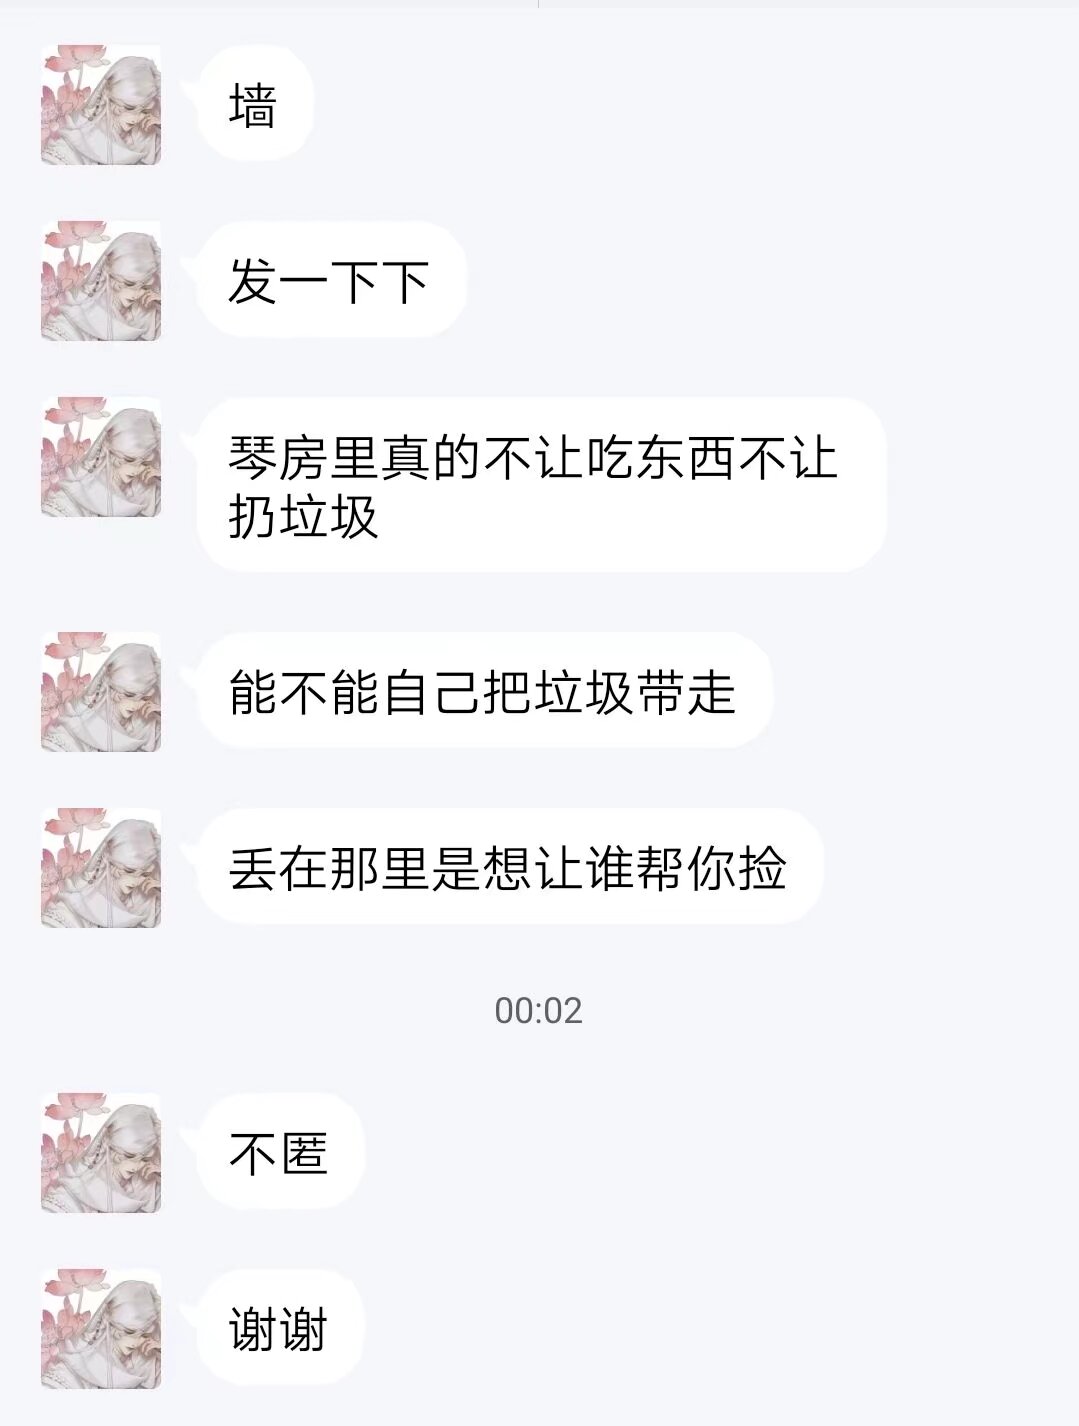 墙
发一下下
琴房里真的不让吃东西不让
扔垃圾
能不能自己把垃圾带走
丢在那里是想让谁帮你捡
00:02
不匿
谢谢